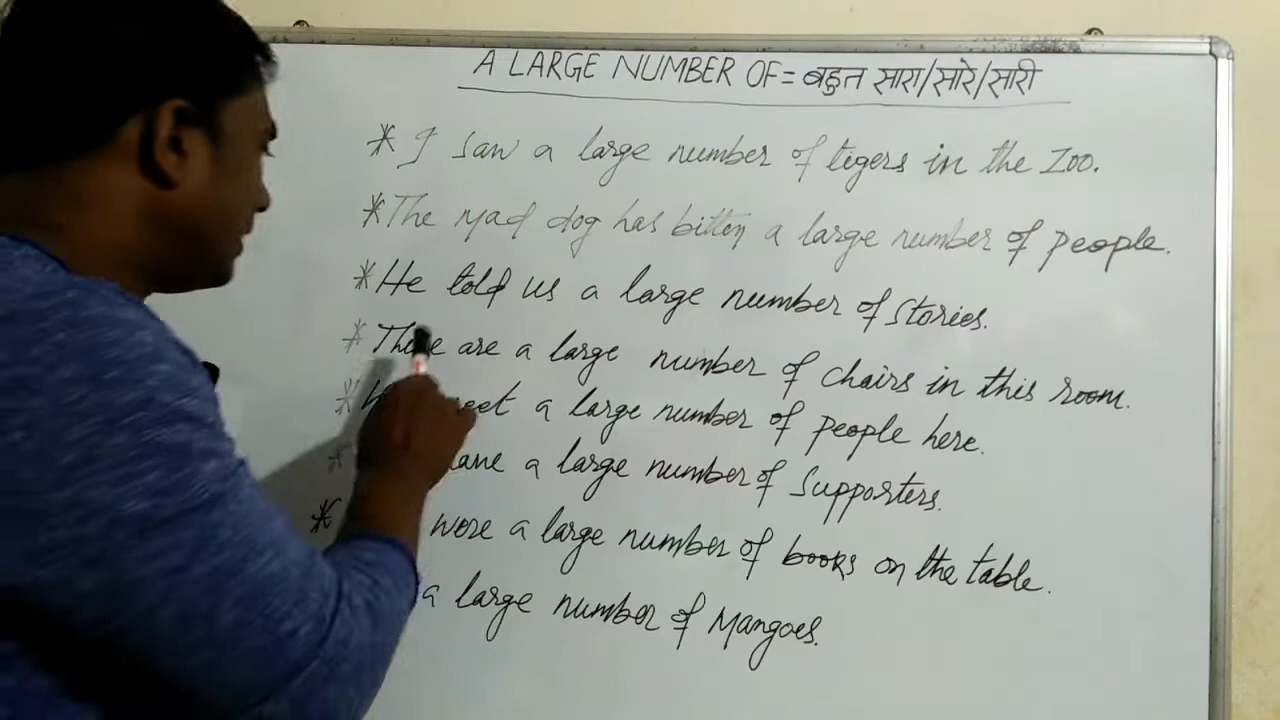 A LARGE NUMBER OF = बहुत सारा/सारे/सारी
* I saw a large number of tigers in the Zoo.
* The mad dog has bitten a large number of people.
* He told us a large number of stories.
* There are a large number of chairs in this room.
* a large number of people here.
* a large number of supporters.
* were a large number of books on the table.
a large number of Mangoes.